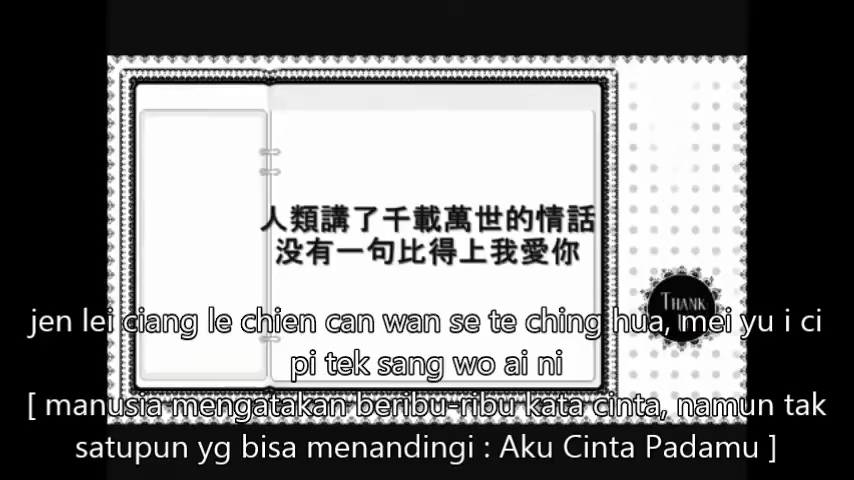 人類講了千載萬世的情話
没有一句比得上我愛你
THANK
jen lei ciang le chien can wan se te ching hua, mei yu i ci
pi tek sang wo ai ni
[ manusia mengatakan beribu-ribu kata cinta, namun tak
satupun yg bisa menandingi : Aku Cinta Padamu ]